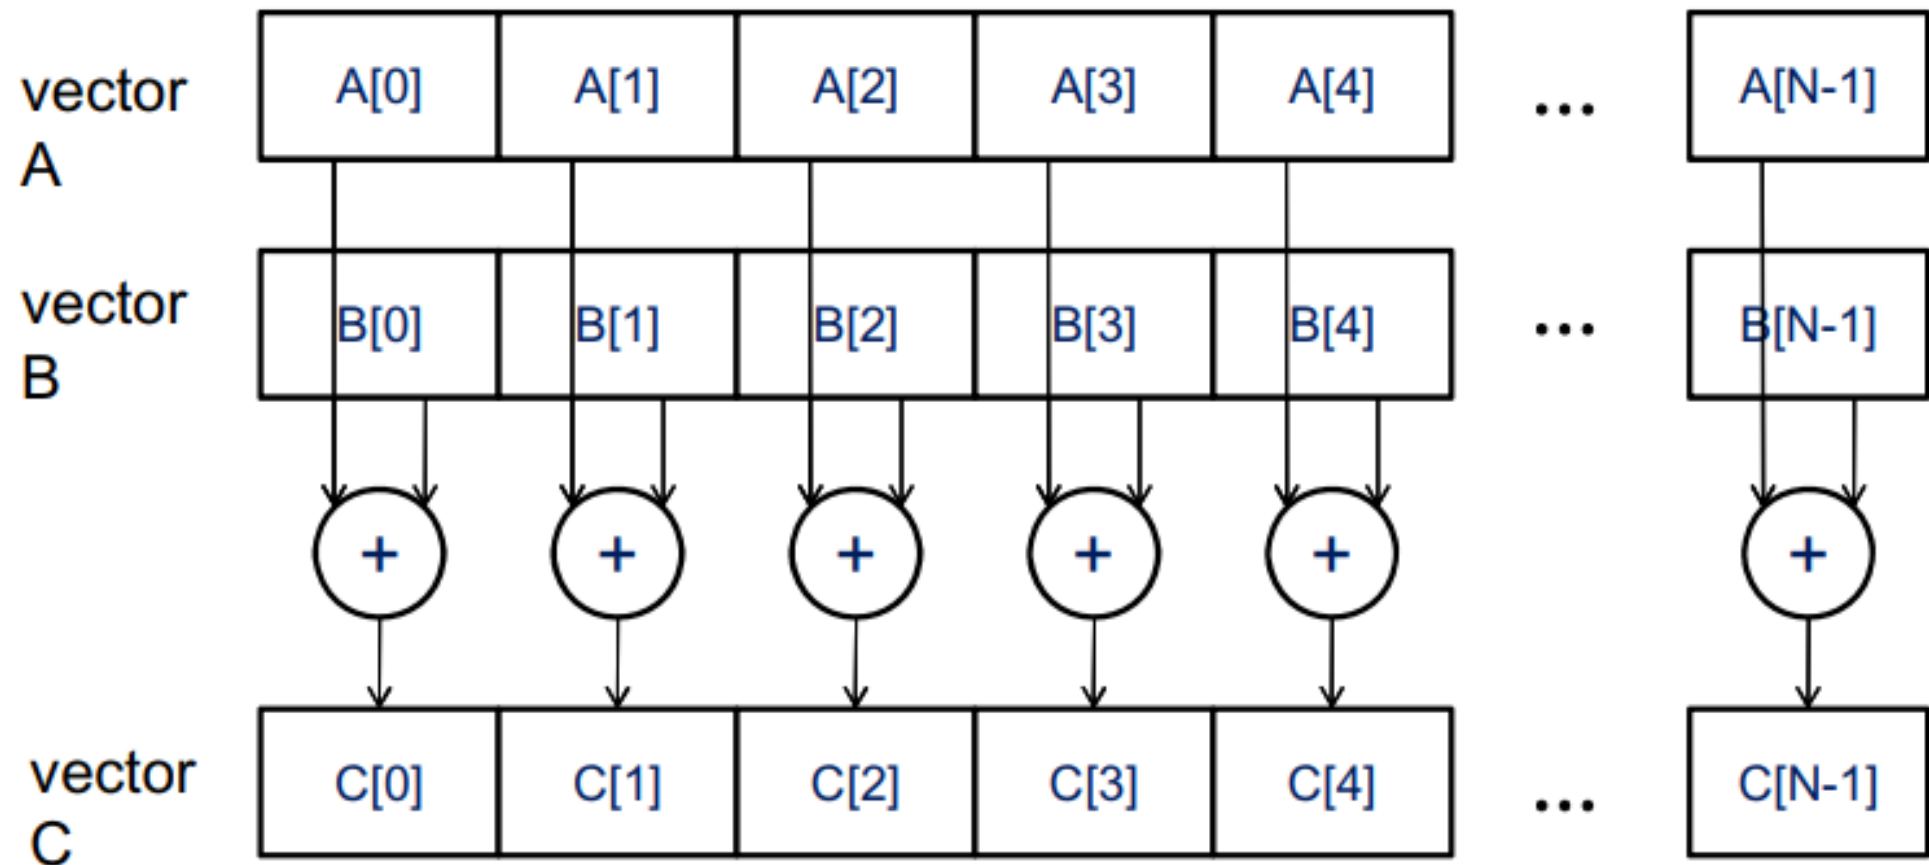 vector
A
A[0] A[1] A[2] A[3] A[4] ... A[N-1]
vector
B
B[0] B[1] B[2] B[3] B[4] ... B[N-1]
+ + + + + +
vector
C
C[0] C[1] C[2] C[3] C[4] ... C[N-1]